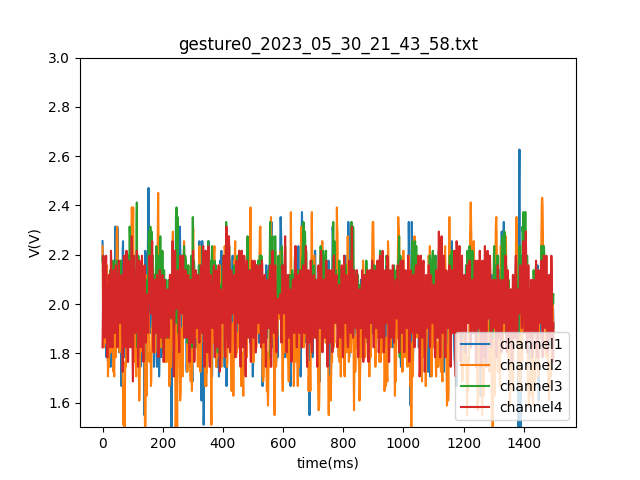 gesture0_2023_05_30_21_43_58.txt
3.0
2.8
2.6
2.4
2.2
2.0
1.8
1.6
V(V)
channel1
channel2
channel3
channel4
0 200 400 600 800 1000 1200 1400
time(ms)